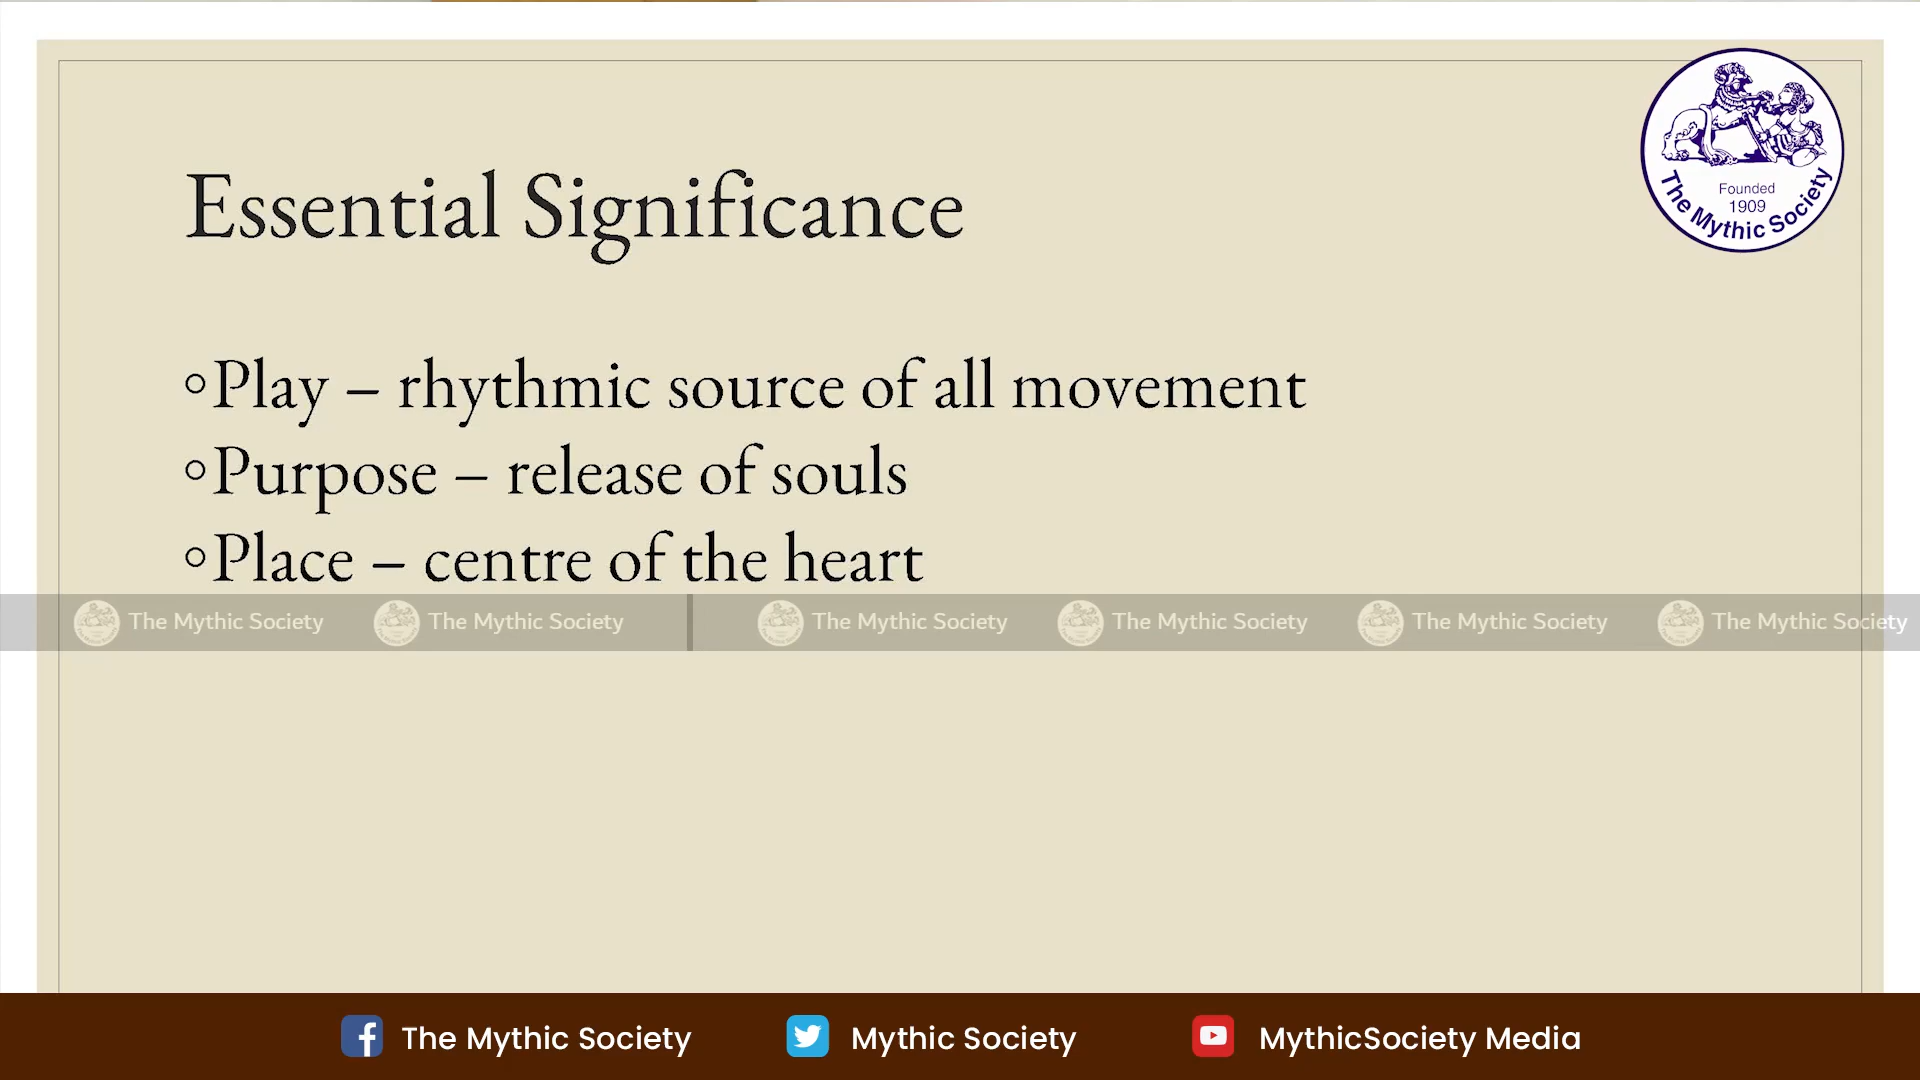 Founded
1909
The Mythic Society
Essential Significance
◦Play – rhythmic source of all movement
◦Purpose – release of souls
◦Place – centre of the heart
The Mythic Society The Mythic Society The Mythic Society The Mythic Society The Mythic Society The Mythic Society
The Mythic Society Mythic Society MythicSociety Media